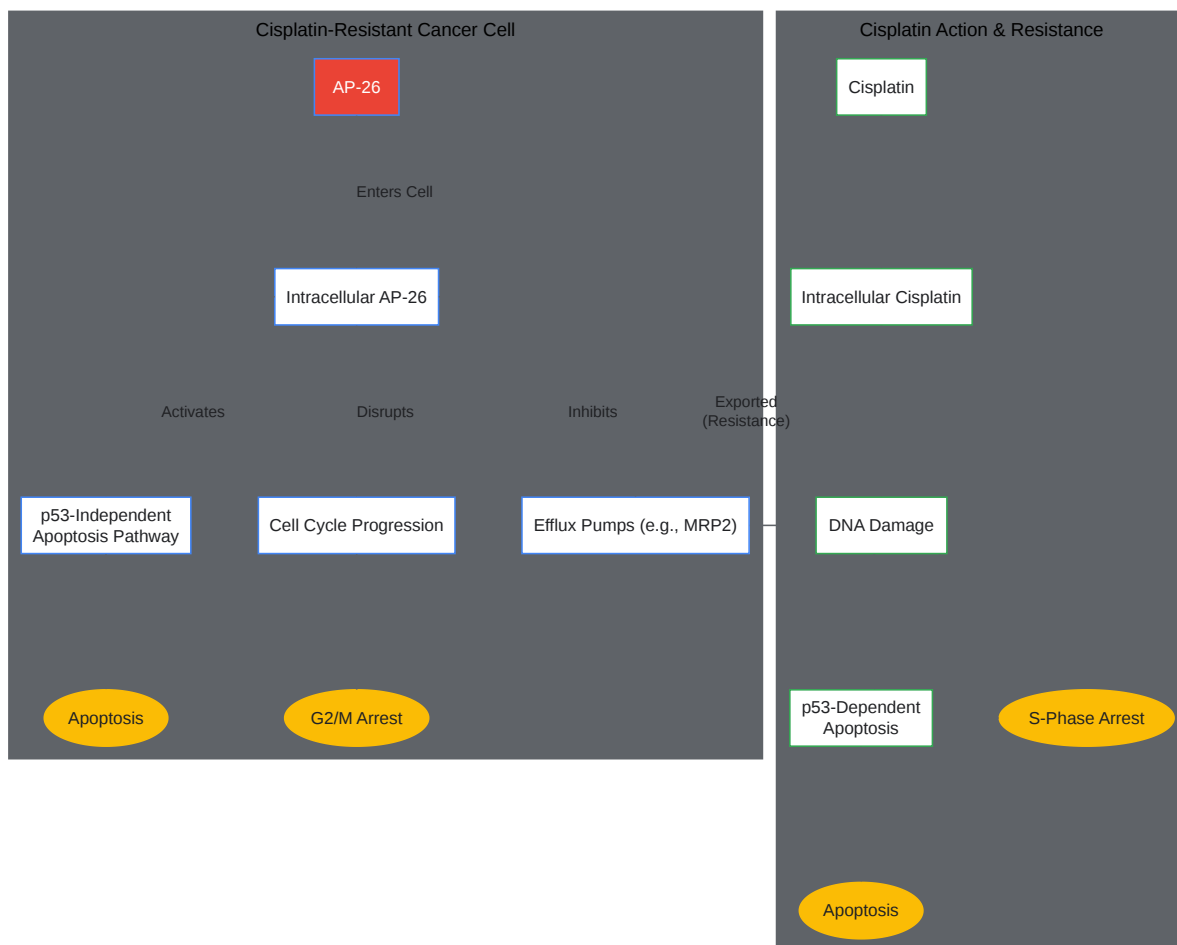 Cisplatin-Resistant Cancer Cell
AP-26
Enters Cell
Intracellular AP-26
Activates
Disrupts
Inhibits
Exported
(Resistance)
p53-Independent
Apoptosis Pathway
Cell Cycle Progression
Efflux Pumps (e.g., MRP2)
Apoptosis
G2/M Arrest
Cisplatin Action & Resistance
Cisplatin
Intracellular Cisplatin
DNA Damage
p53-Dependent
Apoptosis
S-Phase Arrest
Apoptosis